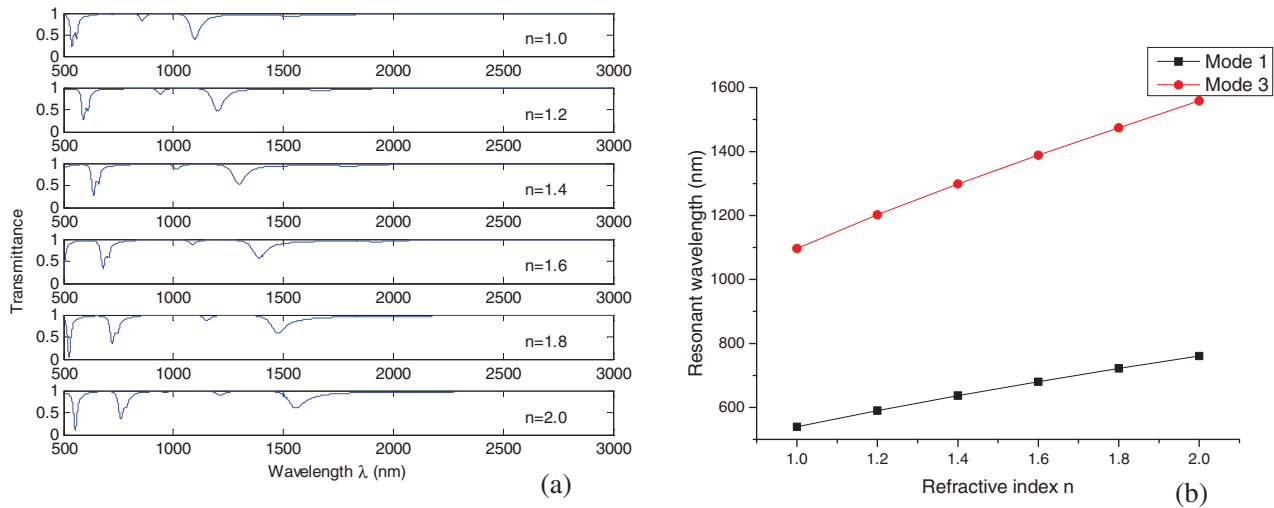 1
0.5
0
500 1000 1500 2000 2500 3000
n=1.0
1
0.5
0
500 1000 1500 2000 2500 3000
n=1.2
1
0.5
0
500 1000 1500 2000 2500 3000
n=1.4
1
0.5
0
500 1000 1500 2000 2500 3000
n=1.6
1
0.5
0
500 1000 1500 2000 2500 3000
n=1.8
1
0.5
0
500 1000 1500 2000 2500 3000
n=2.0
Transmittance
Wavelength λ (nm)
(a)
Mode 1
Mode 3
1600
1400
1200
1000
800
600
Resonant wavelength (nm)
1.0 1.2 1.4 1.6 1.8 2.0
Refractive index n
(b)